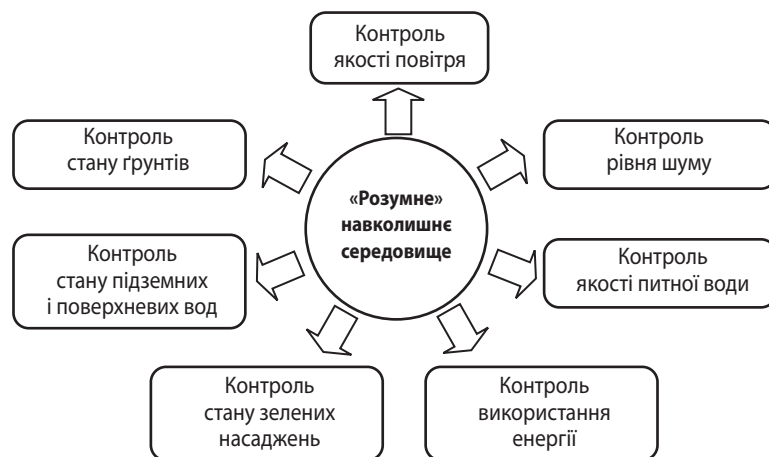 Контроль
якості повітря
Контроль
стану ґрунтів
Контроль
рівня шуму
«Розумне»
навколишнє
середовище
Контроль
стану підземних
і поверхневих вод
Контроль
якості питної води
Контроль
стану зелених
насаджень
Контроль
використання
енергії